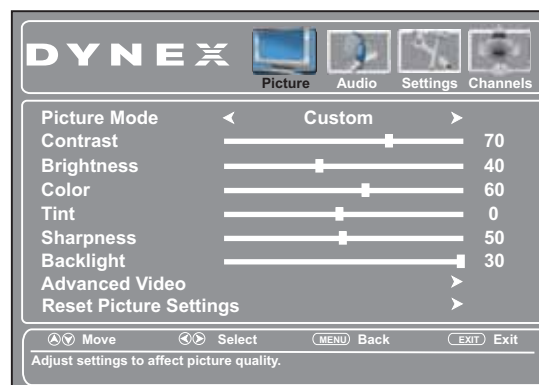 DYNEX
Picture Audio Settings Channels
Picture Mode Custom
Contrast 70
Brightness 40
Color 60
Tint 0
Sharpness 50
Backlight 30
Advanced Video
Reset Picture Settings
Move Select MENU Back EXIT Exit
Adjust settings to affect picture quality.